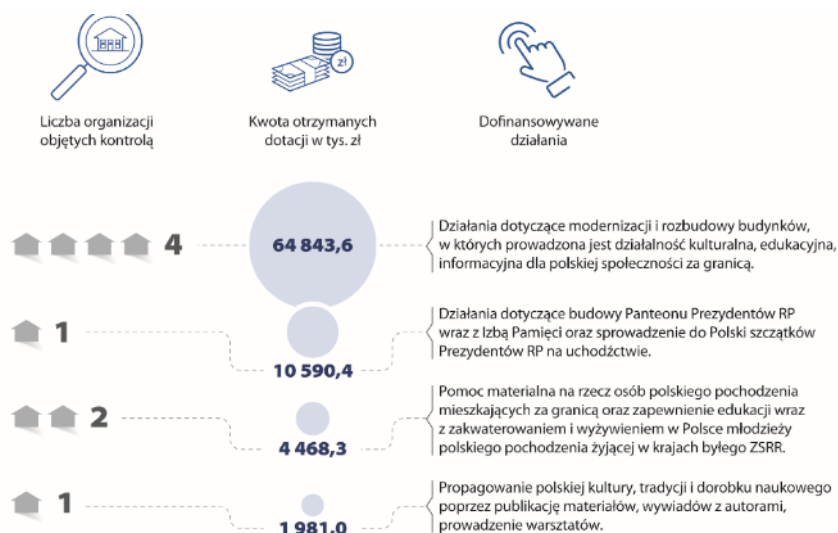 zł
Liczba organizacji
objętych kontrolą
Kwota otrzymanych
dotacji w tys. zł
Dofinansowywane
działania
4
64 843,6
Działania dotyczące modernizacji i rozbudowy budynków,
w których prowadzona jest działalność kulturalna, edukacyjna,
informacyjna dla polskiej społeczności za granicą.
1
10 590,4
Działania dotyczące budowy Panteonu Prezydentów RP
wraz z Izbą Pamięci oraz sprowadzenie do Polski szczątków
Prezydentów RP na uchodźctwie.
2
4 468,3
Pomoc materialna na rzecz osób polskiego pochodzenia
mieszkających za granicą oraz zapewnienie edukacji wraz
z zakwaterowaniem i wyżywieniem w Polsce młodzieży
polskiego pochodzenia żyjącej w krajach byłego ZSRR.
1
1 981,0
Propagowanie polskiej kultury, tradycji i dorobku naukowego
poprzez publikację materiałów, wywiadów z autorami,
prowadzenie warsztatów.